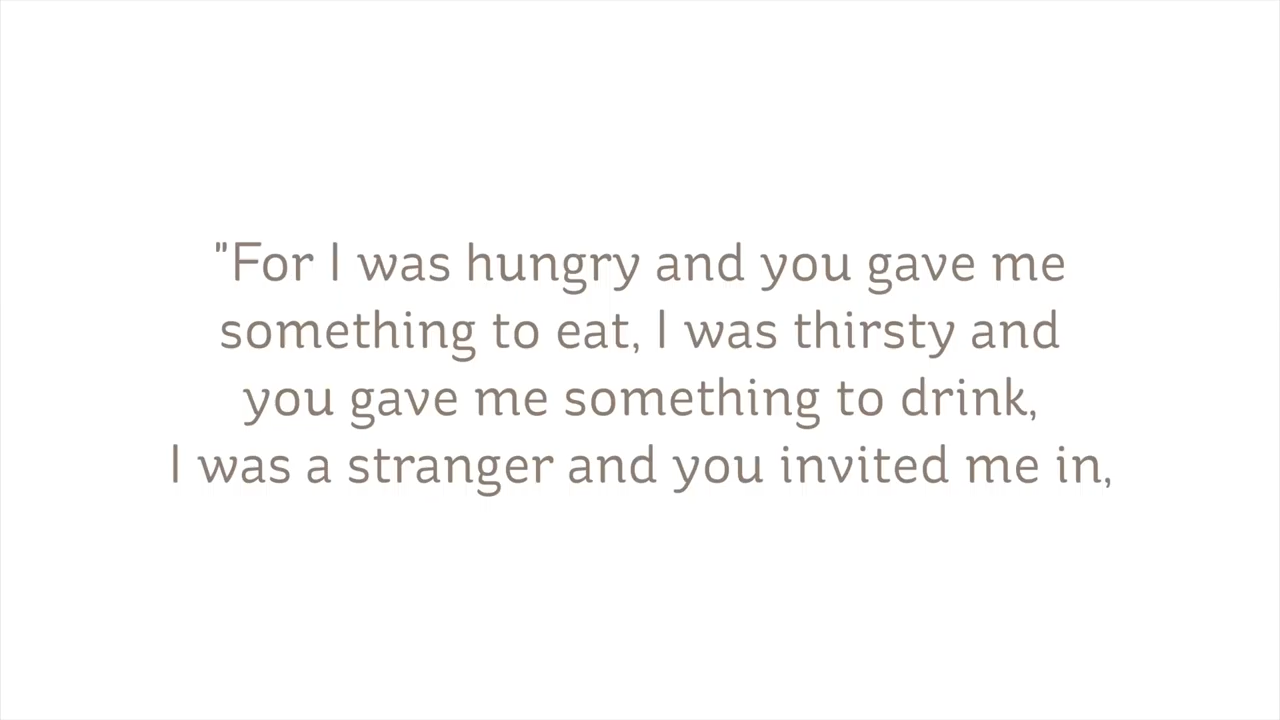 "For I was hungry and you gave me
something to eat, I was thirsty and
you gave me something to drink,
I was a stranger and you invited me in,